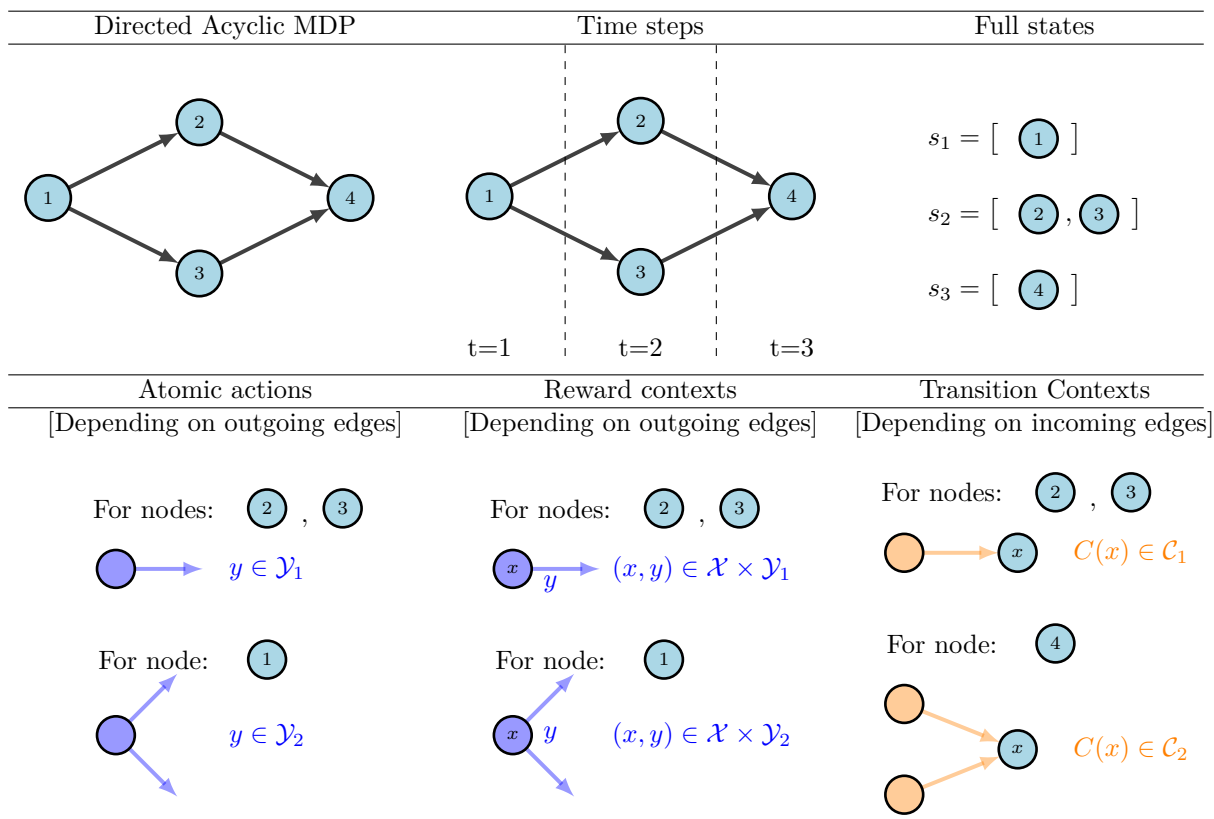 Directed Acyclic MDP Time steps Full states
1 2 3 4
1 2 3 4
t=1 t=2 t=3
s₁ = [ 1 ]
s₂ = [ 2 , 3 ]
s₃ = [ 4 ]
Atomic actions Reward contexts Transition Contexts
[Depending on outgoing edges] [Depending on outgoing edges] [Depending on incoming edges]
For nodes: 2 , 3
y ∈ 𝒴₁
For node: 1
y ∈ 𝒴₂
For nodes: 2 , 3
x y (x, y) ∈ 𝒳 × 𝒴₁
For node: 1
x y (x, y) ∈ 𝒳 × 𝒴₂
For nodes: 2 , 3
x C(x) ∈ 𝒞₁
For node: 4
x C(x) ∈ 𝒞₂